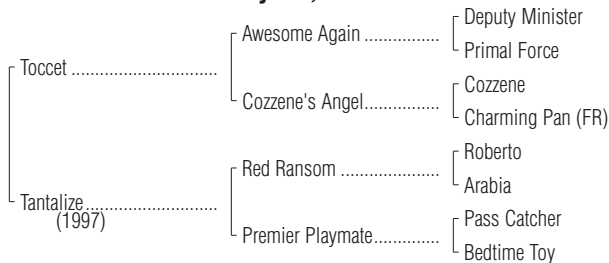 Deputy Minister
Awesome Again ................
Primal Force
Toccet ...............................
Cozzene
Cozzene's Angel................
Charming Pan (FR)
Roberto
Red Ransom .....................
Arabia
Tantalize............................
(1997)
Pass Catcher
Premier Playmate..............
Bedtime Toy